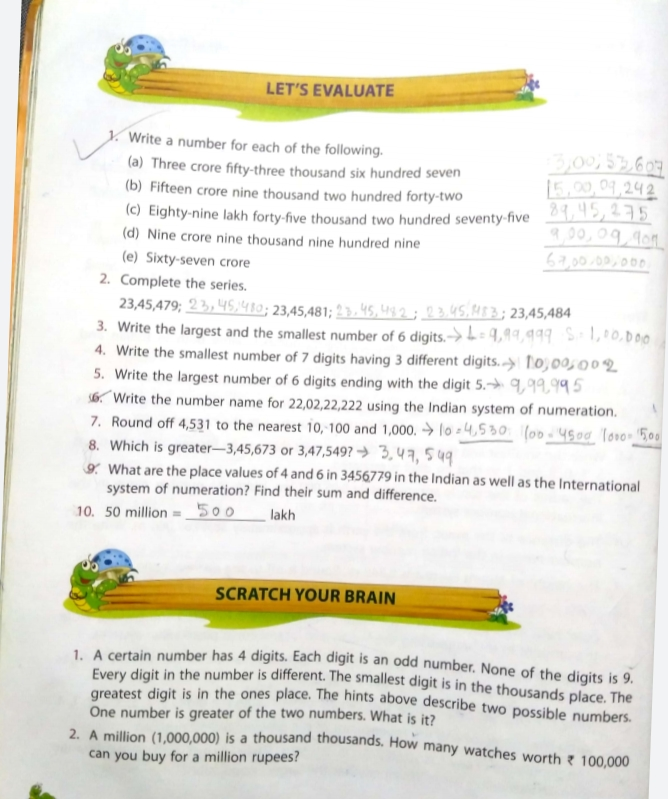 LET'S EVALUATE
1. Write a number for each of the following.
(a) Three crore fifty-three thousand six hundred seven 3,00,53,607
(b) Fifteen crore nine thousand two hundred forty-two 15,00,09,242
(c) Eighty-nine lakh forty-five thousand two hundred seventy-five 89,45,275
(d) Nine crore nine thousand nine hundred nine 9,00,09,909
(e) Sixty-seven crore 67,00,00,000
2. Complete the series.
23,45,479; 23,45,480; 23,45,481; 23,45,482; 23,45,483; 23,45,484
3. Write the largest and the smallest number of 6 digits. → L = 9,99,999 S = 1,00,000
4. Write the smallest number of 7 digits having 3 different digits. → 10,00,002
5. Write the largest number of 6 digits ending with the digit 5. → 9,99,995
6. Write the number name for 22,02,22,222 using the Indian system of numeration.
7. Round off 4,531 to the nearest 10, 100 and 1,000. → 10 = 4,530 100 = 4500 1000 = 500
8. Which is greater—3,45,673 or 3,47,549? → 3,47,549
9. What are the place values of 4 and 6 in 3456779 in the Indian as well as the International
system of numeration? Find their sum and difference.
10. 50 million = 500 lakh
SCRATCH YOUR BRAIN
1. A certain number has 4 digits. Each digit is an odd number. None of the digits is 9.
Every digit in the number is different. The smallest digit is in the thousands place. The
greatest digit is in the ones place. The hints above describe two possible numbers.
One number is greater of the two numbers. What is it?
2. A million (1,000,000) is a thousand thousands. How many watches worth ₹ 100,000
can you buy for a million rupees?